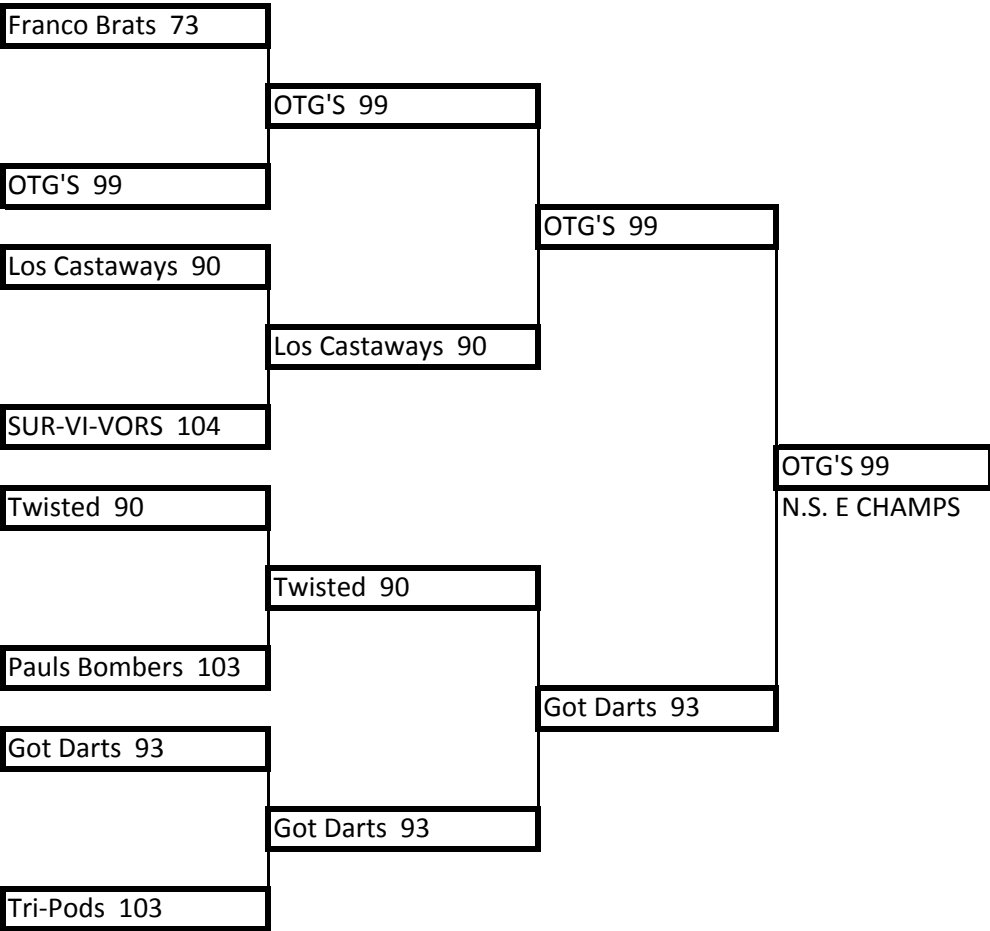 Franco Brats 73
OTG'S 99
OTG'S 99
OTG'S 99
Los Castaways 90
Los Castaways 90
SUR-VI-VORS 104
OTG'S 99
Twisted 90
N.S. E CHAMPS
Twisted 90
Pauls Bombers 103
Got Darts 93
Got Darts 93
Got Darts 93
Tri-Pods 103